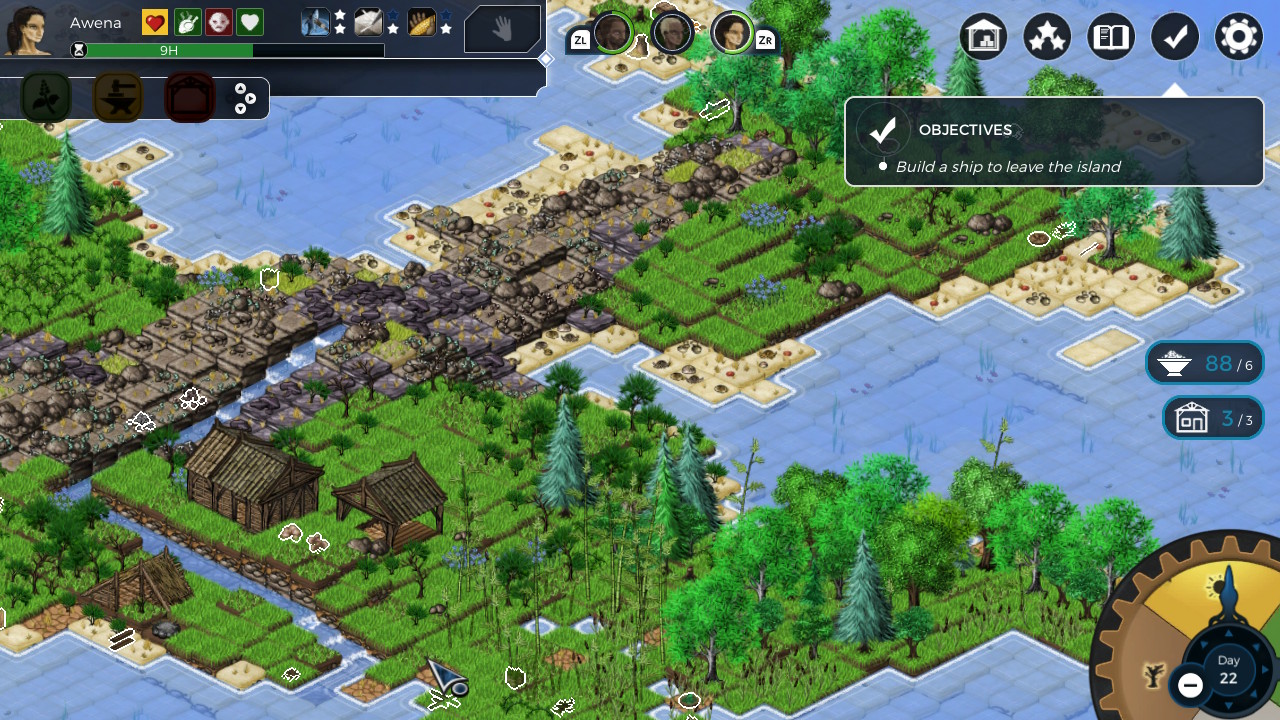 Awena
9H
ZL
ZR
OBJECTIVES
Build a ship to leave the island
88 / 6
3 / 3
Day
22